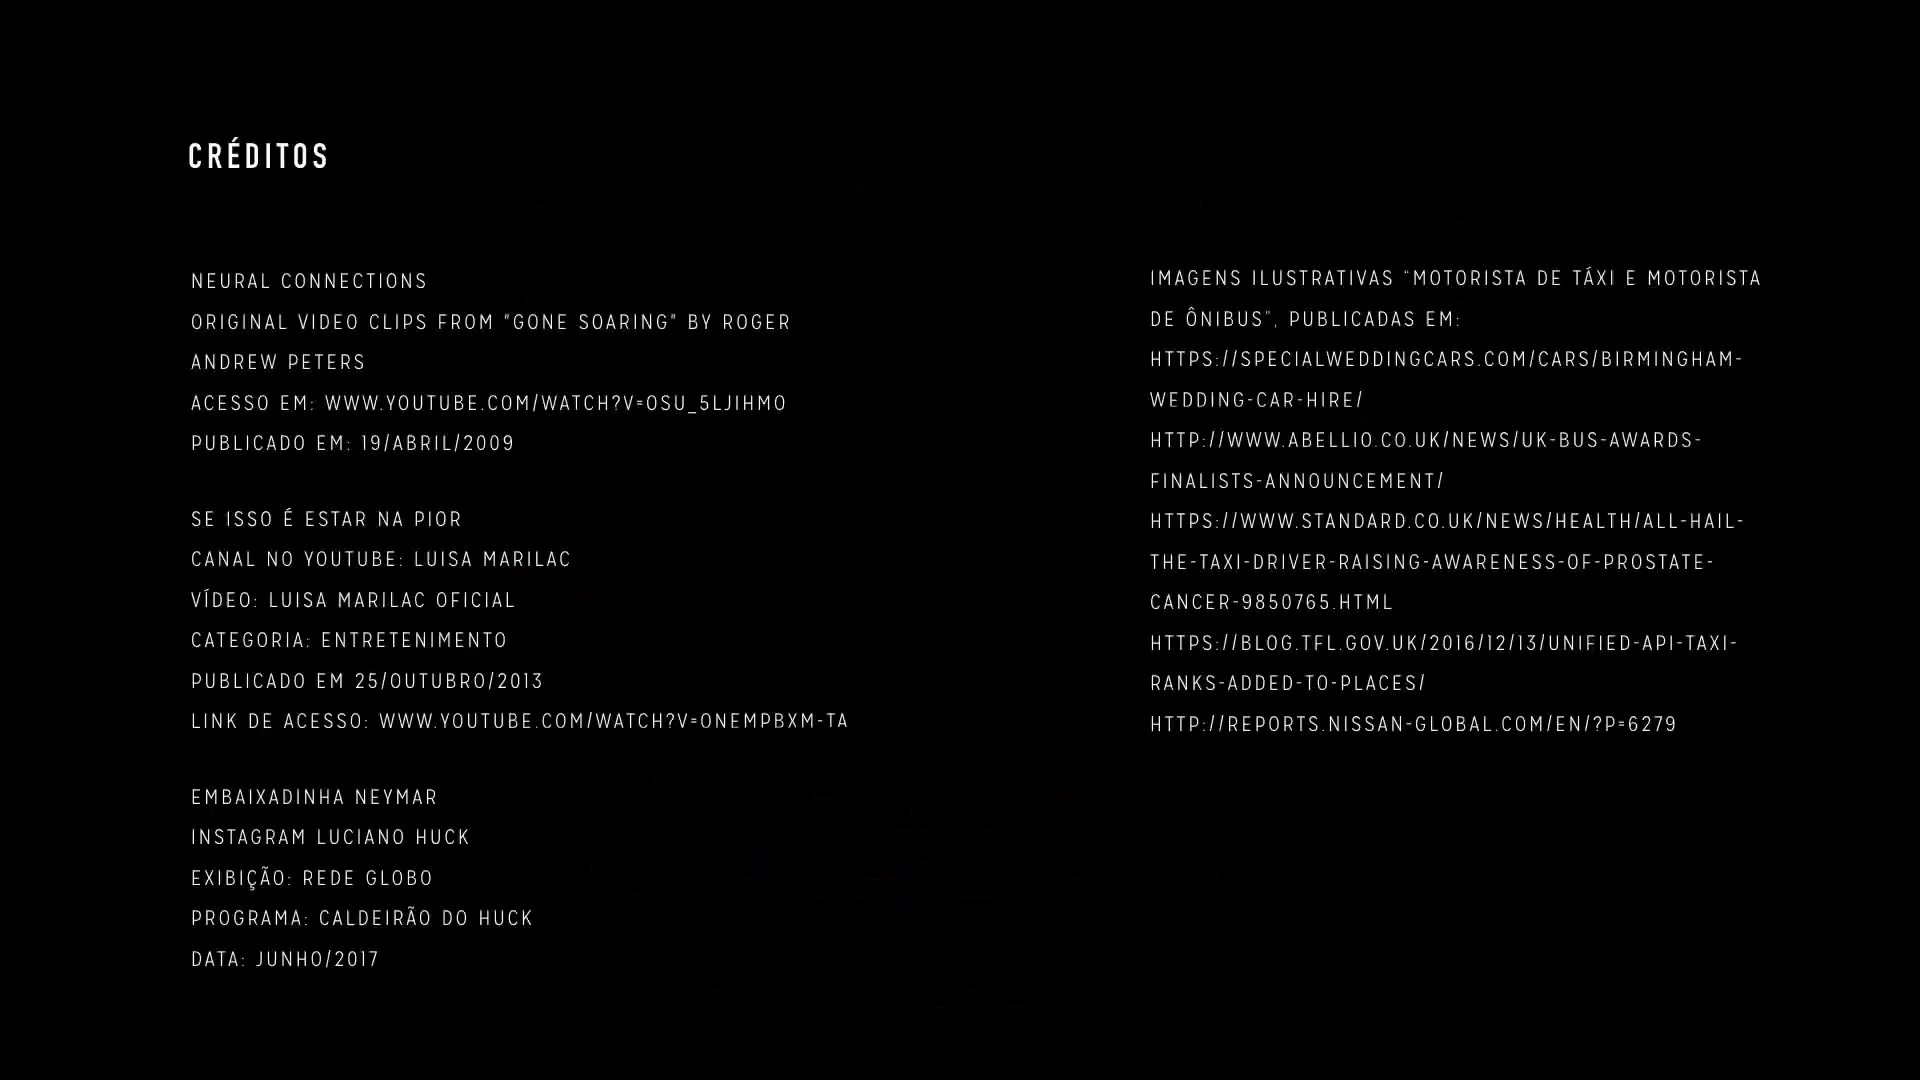 CRÉDITOS
NEURAL CONNECTIONS
ORIGINAL VIDEO CLIPS FROM "GONE SOARING" BY ROGER
ANDREW PETERS
ACESSO EM: WWW.YOUTUBE.COM/WATCH?V=OSU_5LJIHMO
PUBLICADO EM: 19/ABRIL/2009
SE ISSO É ESTAR NA PIOR
CANAL NO YOUTUBE: LUISA MARILAC
VÍDEO: LUISA MARILAC OFICIAL
CATEGORIA: ENTRETENIMENTO
PUBLICADO EM 25/OUTUBRO/2013
LINK DE ACESSO: WWW.YOUTUBE.COM/WATCH?V=ONEMPBXM-TA
EMBAIXADINHA NEYMAR
INSTAGRAM LUCIANO HUCK
EXIBIÇÃO: REDE GLOBO
PROGRAMA: CALDEIRÃO DO HUCK
DATA: JUNHO/2017
IMAGENS ILUSTRATIVAS “MOTORISTA DE TÁXI E MOTORISTA
DE ÔNIBUS”, PUBLICADAS EM:
HTTPS://SPECIALWEDDINGCARS.COM/CARS/BIRMINGHAM-
WEDDING-CAR-HIRE/
HTTP://WWW.ABELLIO.CO.UK/NEWS/UK-BUS-AWARDS-
FINALISTS-ANNOUNCEMENT/
HTTPS://WWW.STANDARD.CO.UK/NEWS/HEALTH/ALL-HAIL-
THE-TAXI-DRIVER-RAISING-AWARENESS-OF-PROSTATE-
CANCER-9850765.HTML
HTTPS://BLOG.TFL.GOV.UK/2016/12/13/UNIFIED-API-TAXI-
RANKS-ADDED-TO-PLACES/
HTTP://REPORTS.NISSAN-GLOBAL.COM/EN/?P=6279